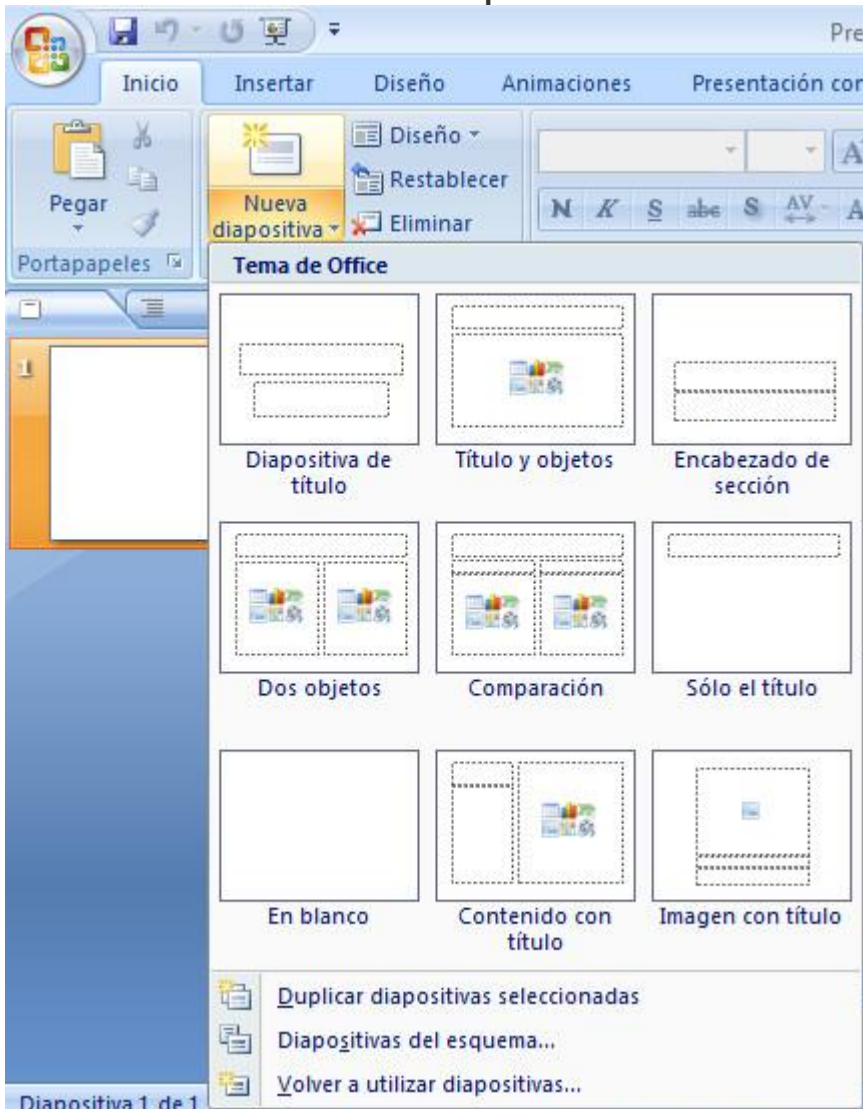 Pre
Inicio Insertar Diseño Animaciones Presentación con
Pegar
Portapapeles
Nueva
diapositiva
Diseño
Restablecer
Eliminar
A
N K S abc S AV A
Tema de Office
1
Diapositiva de
título
Título y objetos
Encabezado de
sección
Dos objetos
Comparación
Sólo el título
En blanco
Contenido con
título
Imagen con título
Duplicar diapositivas seleccionadas
Diapositivas del esquema...
Volver a utilizar diapositivas...
Diapositiva 1 de 1